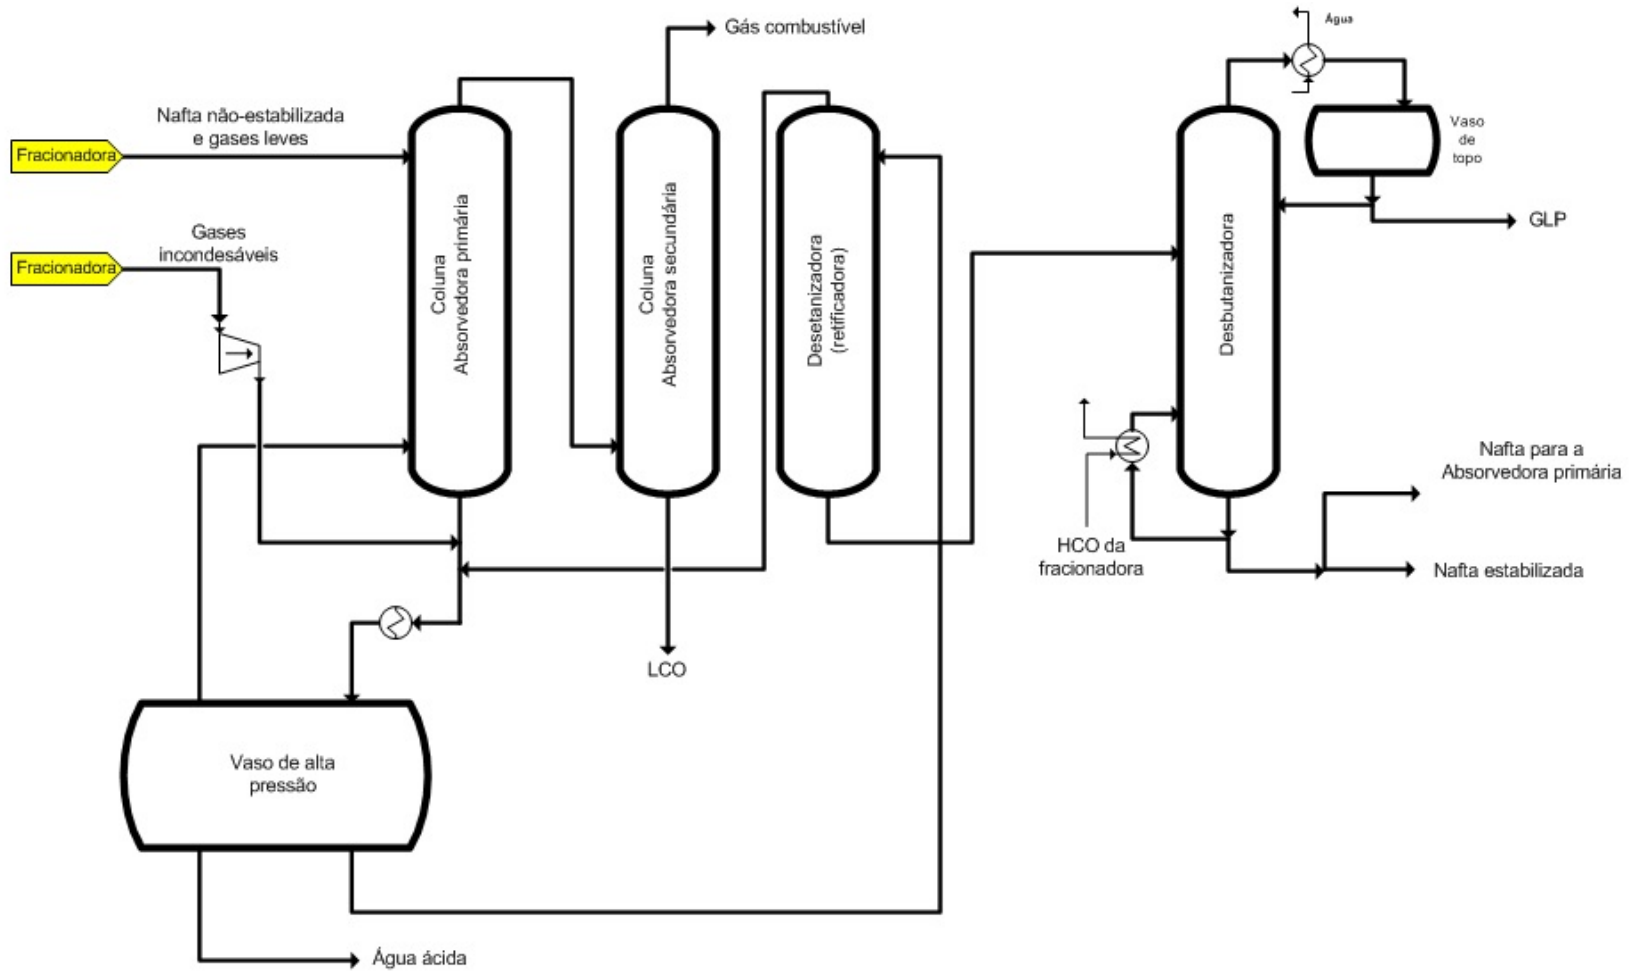 Gás combustível
Água
Nafta não-estabilizada
e gases leves
Fracionadora
Vaso
de
topo
Gases
incondesáveis
Fracionadora
Coluna
Absorvedora primária
Coluna
Absorvedora secundária
Desetanizadora
(retificadora)
Desbutanizadora
GLP
Nafta para a
Absorvedora primária
HCO da
fracionadora
Nafta estabilizada
LCO
Vaso de alta
pressão
Água ácida